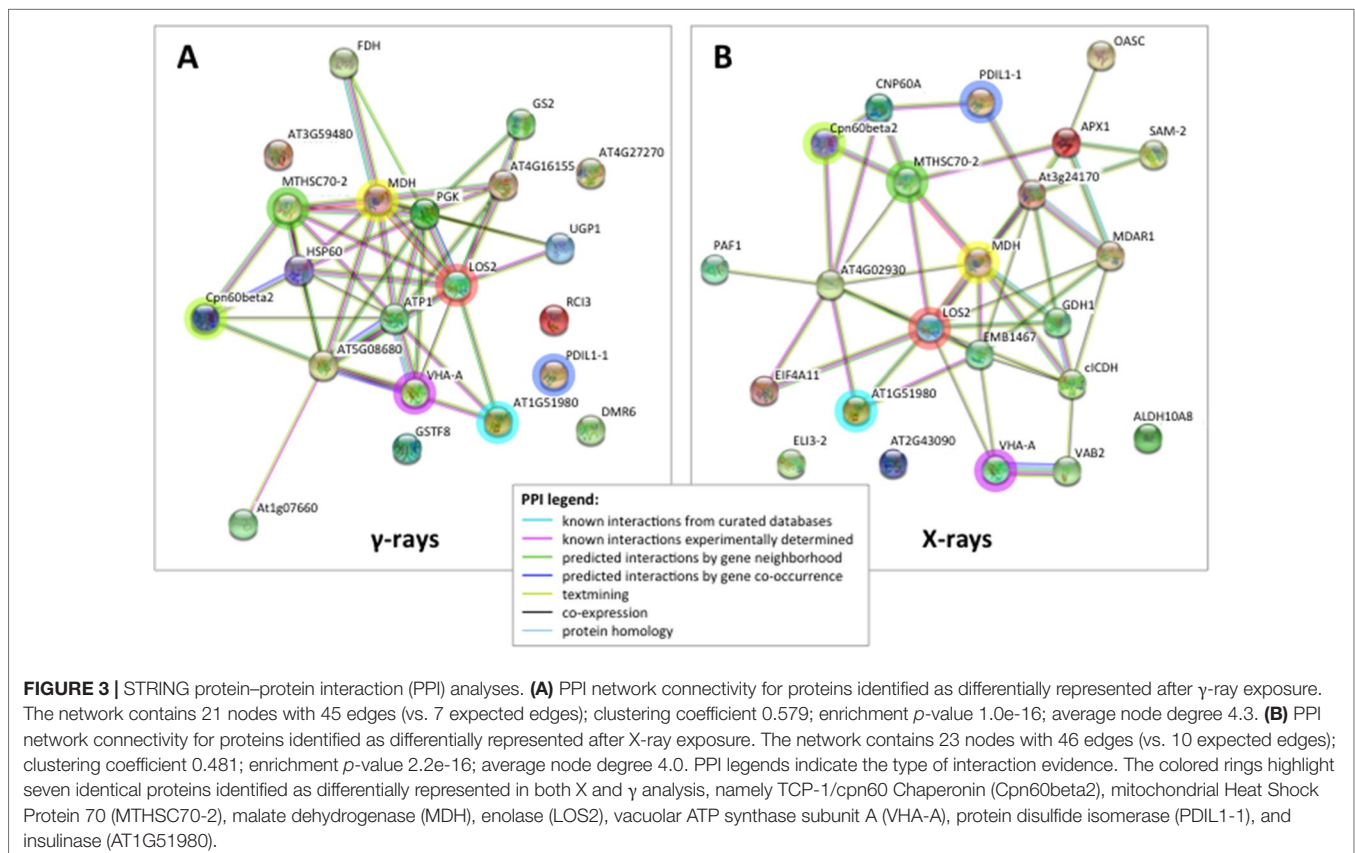 A
FDH
GS2
AT3G59480
AT4G27270
AT4G16155
MTHSC70-2
MDH
PGK
UGP1
HSP60
LOS2
Cpn60beta2
ATP1
RCI3
AT5G08680
PDIL1-1
VHA-A
AT1G51980
DMR6
GSTF8
At1g07660
γ-rays
B
OASC
PDIL1-1
CNP60A
Cpn60beta2
APX1
SAM-2
MTHSC70-2
At3g24170
PAF1
MDH
MDAR1
AT4G02930
LOS2
GDH1
EMB1467
EIF4A11
cICDH
AT1G51980
ALDH10A8
ELI3-2
AT2G43090
VHA-A
VAB2
X-rays
PPI legend:
known interactions from curated databases
known interactions experimentally determined
predicted interactions by gene neighborhood
predicted interactions by gene co-occurrence
textmining
co-expression
protein homology
FIGURE 3 | STRING protein–protein interaction (PPI) analyses. (A) PPI network connectivity for proteins identified as differentially represented after γ-ray exposure.
The network contains 21 nodes with 45 edges (vs. 7 expected edges); clustering coefficient 0.579; enrichment p-value 1.0e-16; average node degree 4.3. (B) PPI
network connectivity for proteins identified as differentially represented after X-ray exposure. The network contains 23 nodes with 46 edges (vs. 10 expected edges);
clustering coefficient 0.481; enrichment p-value 2.2e-16; average node degree 4.0. PPI legends indicate the type of interaction evidence. The colored rings highlight
seven identical proteins identified as differentially represented in both X and γ analysis, namely TCP-1/cpn60 Chaperonin (Cpn60beta2), mitochondrial Heat Shock
Protein 70 (MTHSC70-2), malate dehydrogenase (MDH), enolase (LOS2), vacuolar ATP synthase subunit A (VHA-A), protein disulfide isomerase (PDIL1-1), and
insulinase (AT1G51980).